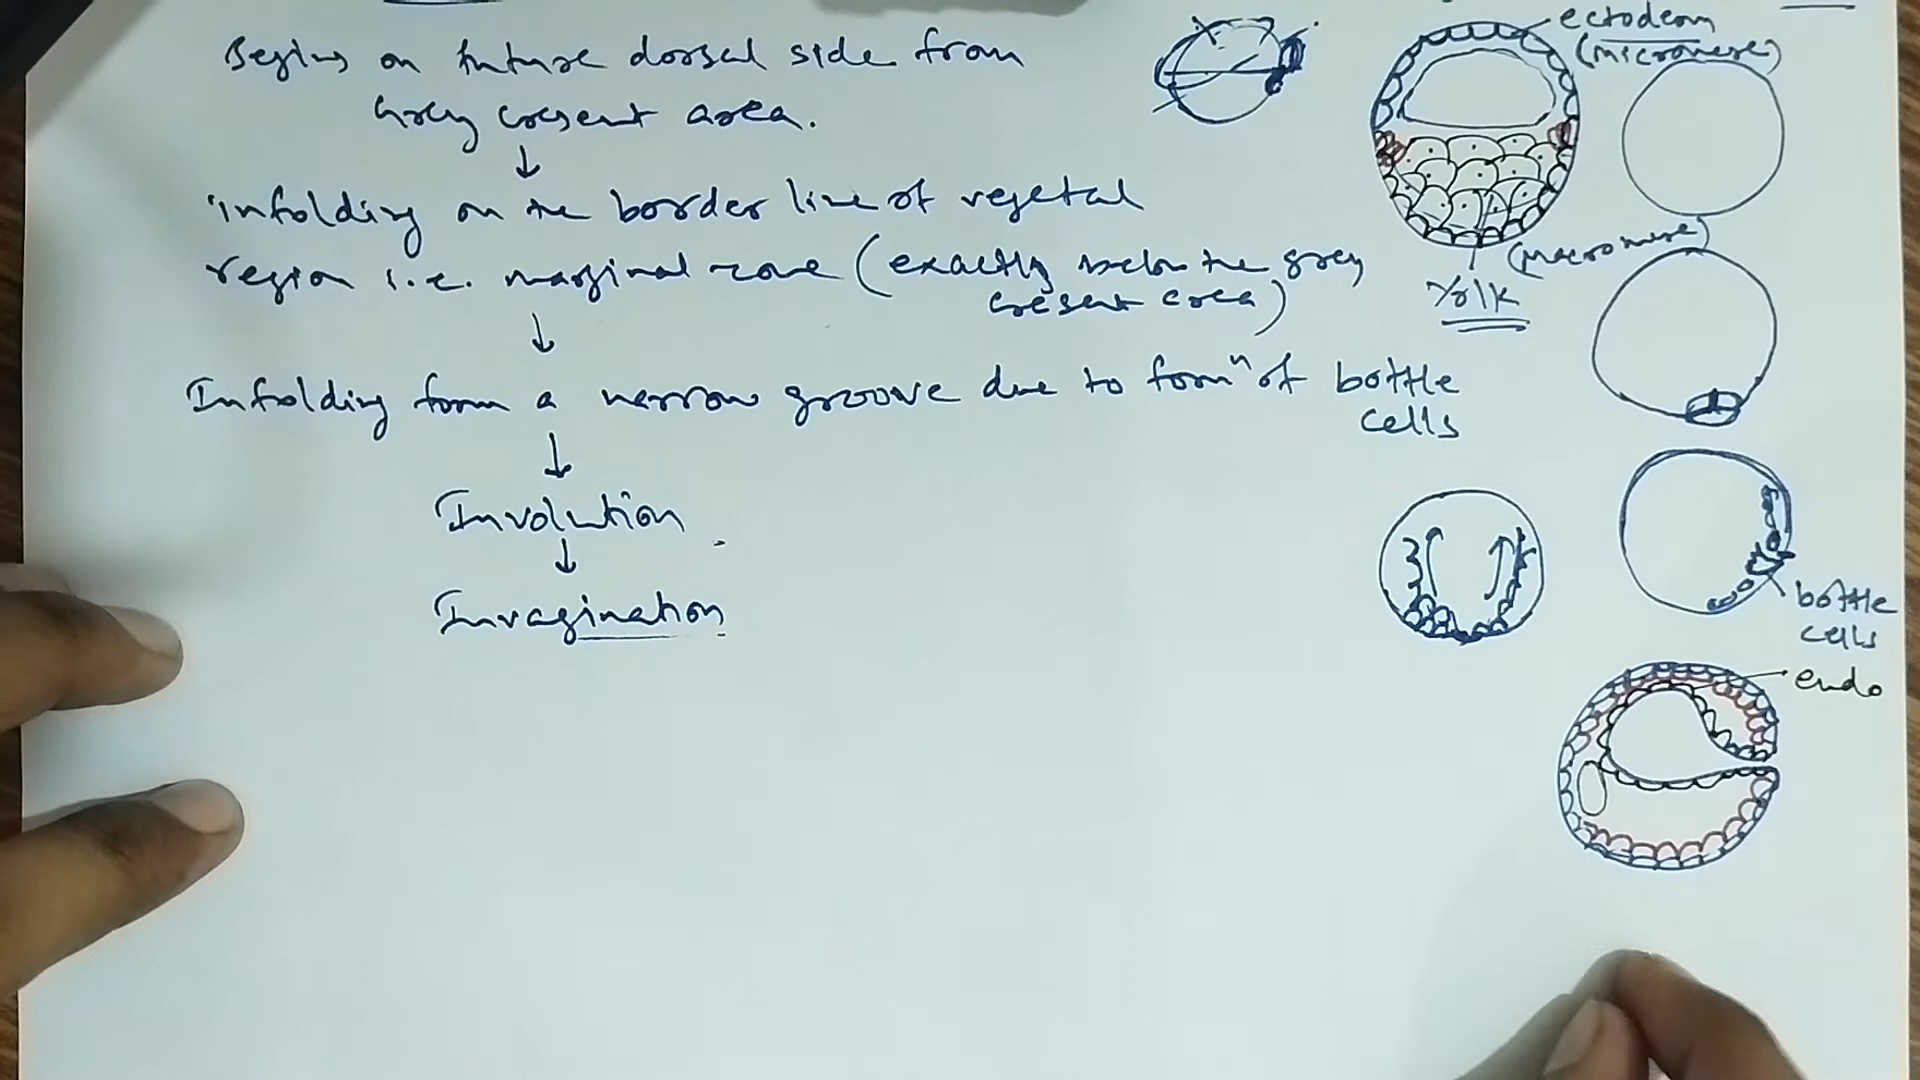 Begins on future dorsal side from
Grey cresent area.
↓
infolding on the border line of vegetal
region i.e. marginal zone (exactly below the grey
cresent area)
↓
Infolding form a narrow groove due to formⁿ of bottle
cells
↓
Involution
↓
Invagination
ectoderm
(micromere)
(macromere)
Yolk
bottle
cells
endo